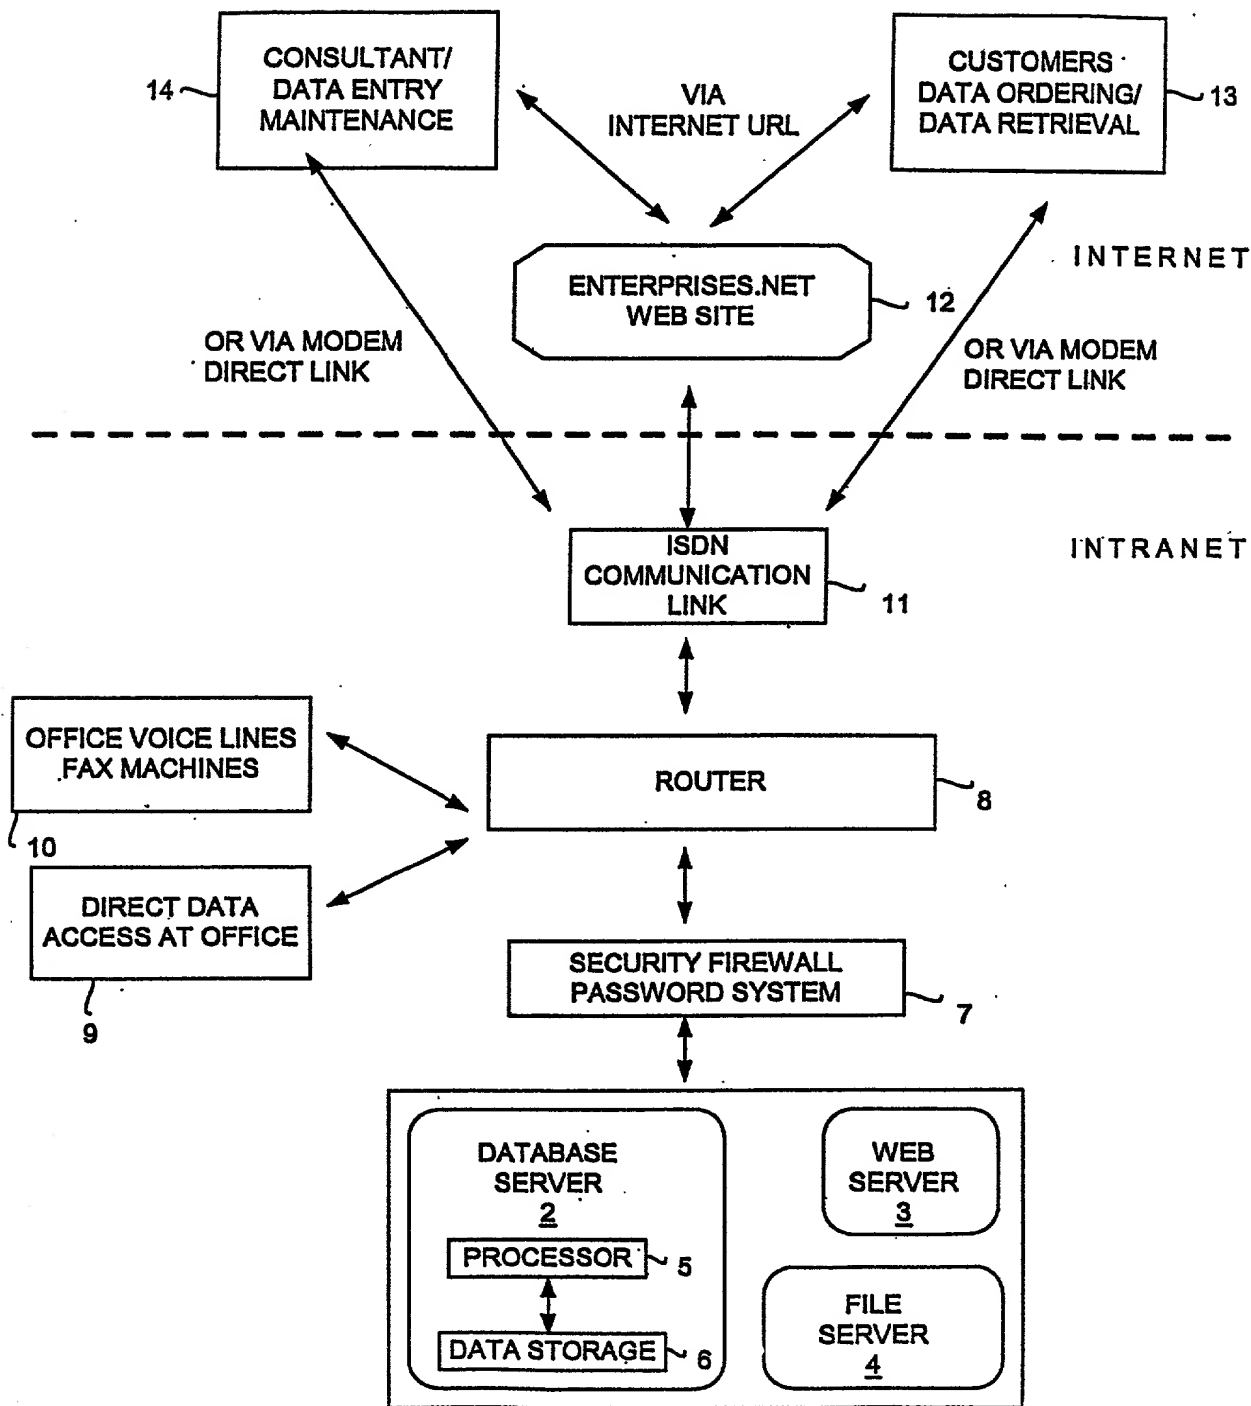 CONSULTANT/
DATA ENTRY
MAINTENANCE
14
VIA
INTERNET URL
CUSTOMERS
DATA ORDERING/
DATA RETRIEVAL
13
INTERNET
ENTERPRISES.NET
WEB SITE
12
OR VIA MODEM
DIRECT LINK
OR VIA MODEM
DIRECT LINK
INTRANET
ISDN
COMMUNICATION
LINK
11
OFFICE VOICE LINES
FAX MACHINES
10
ROUTER
8
DIRECT DATA
ACCESS AT OFFICE
9
SECURITY FIREWALL
PASSWORD SYSTEM
7
DATABASE
SERVER
2
PROCESSOR
5
DATA STORAGE
6
WEB
SERVER
3
FILE
SERVER
4